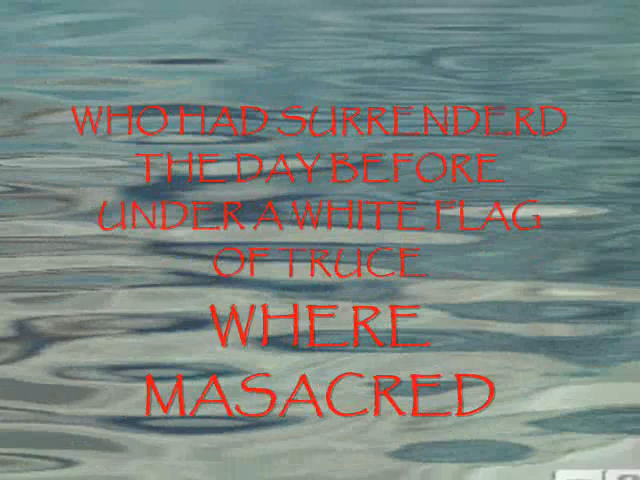 WHO HAD SURRENDERD
THE DAY BEFORE
UNDER A WHITE FLAG
OF TRUCE
WHERE
MASACRED